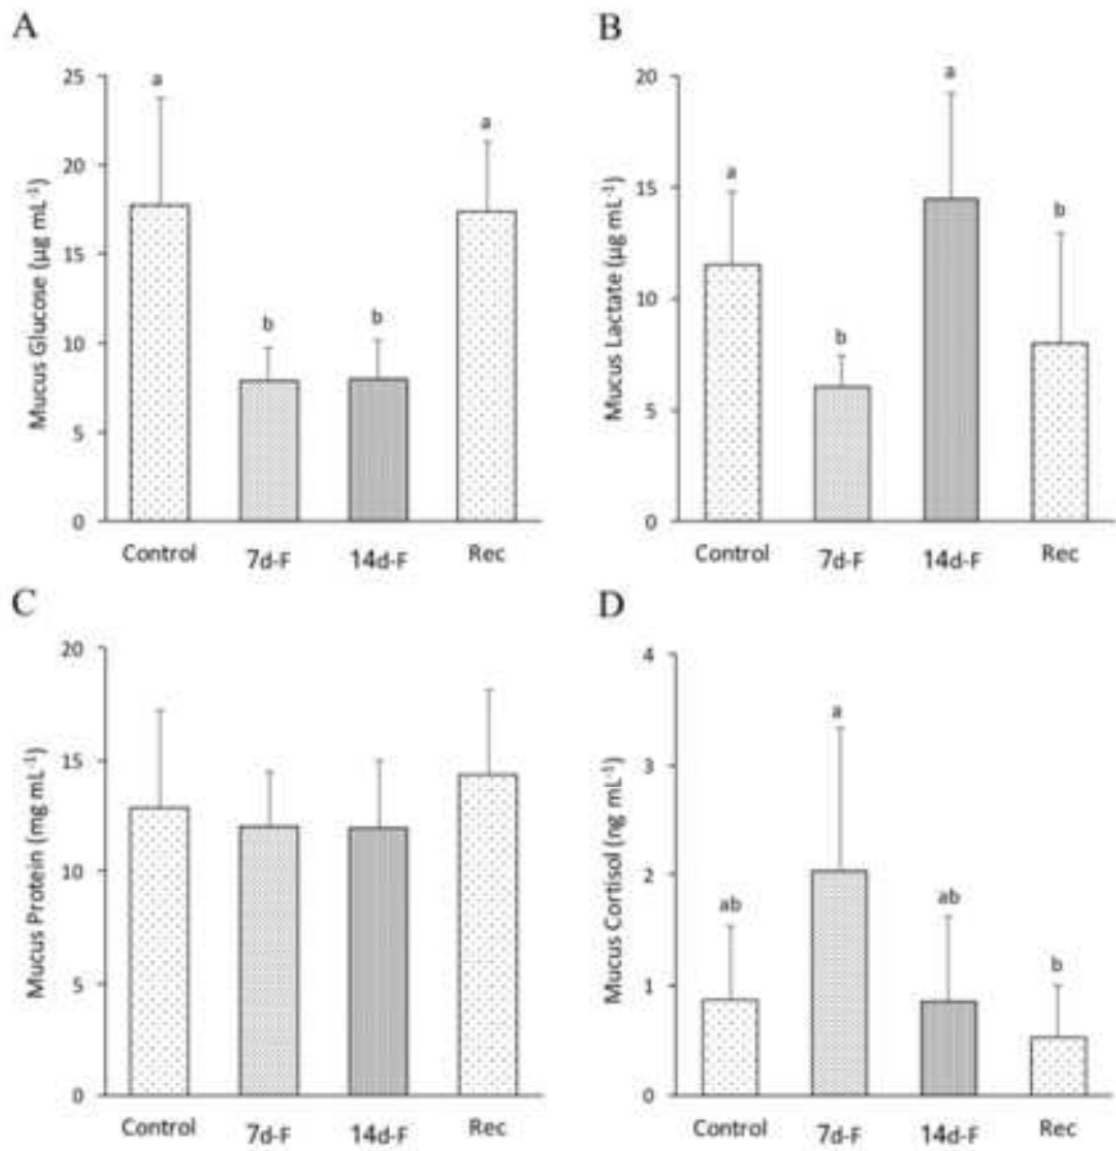 A
Mucus Glucose (µg mL⁻¹)
25
20
15
10
5
0
a
b
b
a
Control 7d-F 14d-F Rec
B
Mucus Lactate (µg mL⁻¹)
20
15
10
5
0
a
b
a
b
Control 7d-F 14d-F Rec
C
Mucus Protein (mg mL⁻¹)
20
15
10
5
0
Control 7d-F 14d-F Rec
D
Mucus Cortisol (ng mL⁻¹)
4
3
2
1
0
ab
a
ab
b
Control 7d-F 14d-F Rec